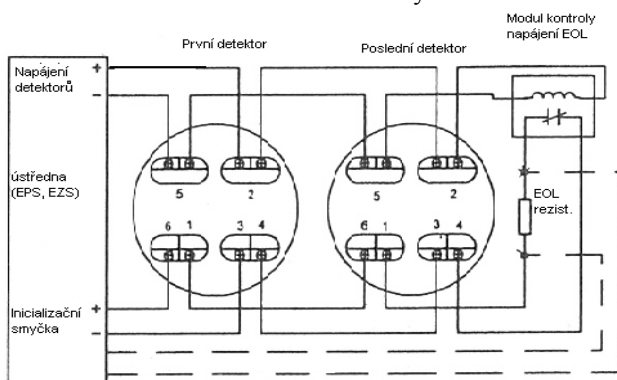 Modul kontroly
napájení EOL
První detektor
Poslední detektor
Napájení
detektorů
+
−
ústředna
(EPS, EZS)
5
2
6 1 3 4
5
2
6 1 3 4
EOL
rezist.
Inicializační
smyčka
+
−